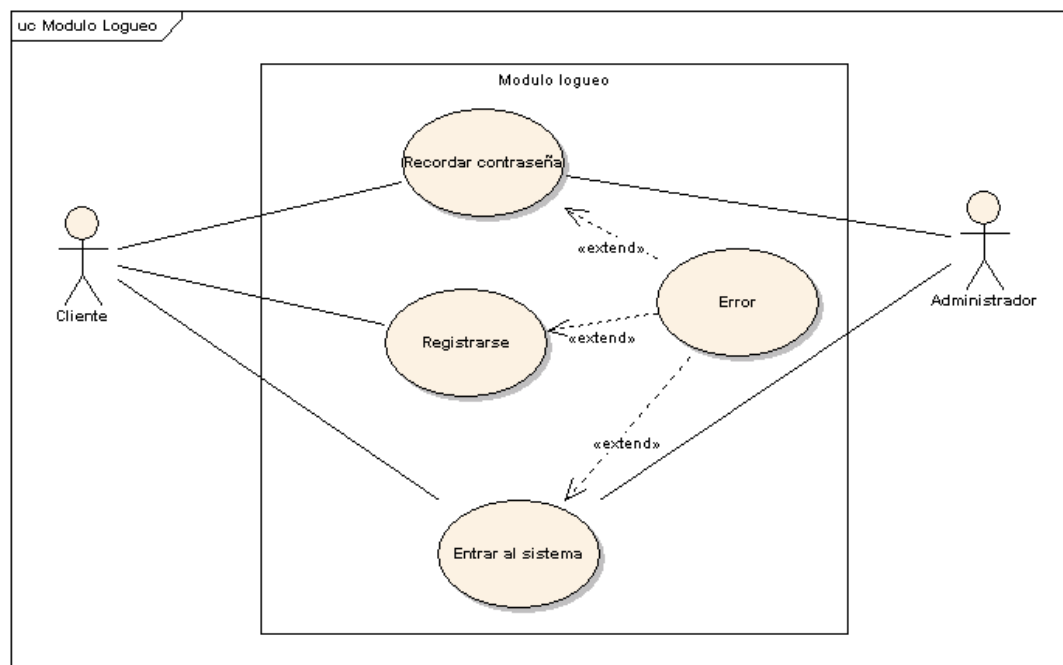 uc Modulo Logueo
Modulo logueo
Recordar contraseña
«extend»
Error
Cliente
Administrador
Registrarse
«extend»
«extend»
Entrar al sistema